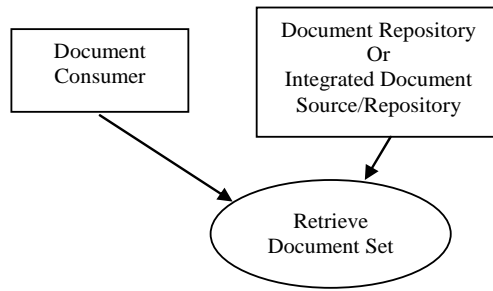 Document
Consumer
Document Repository
Or
Integrated Document
Source/Repository
Retrieve
Document Set